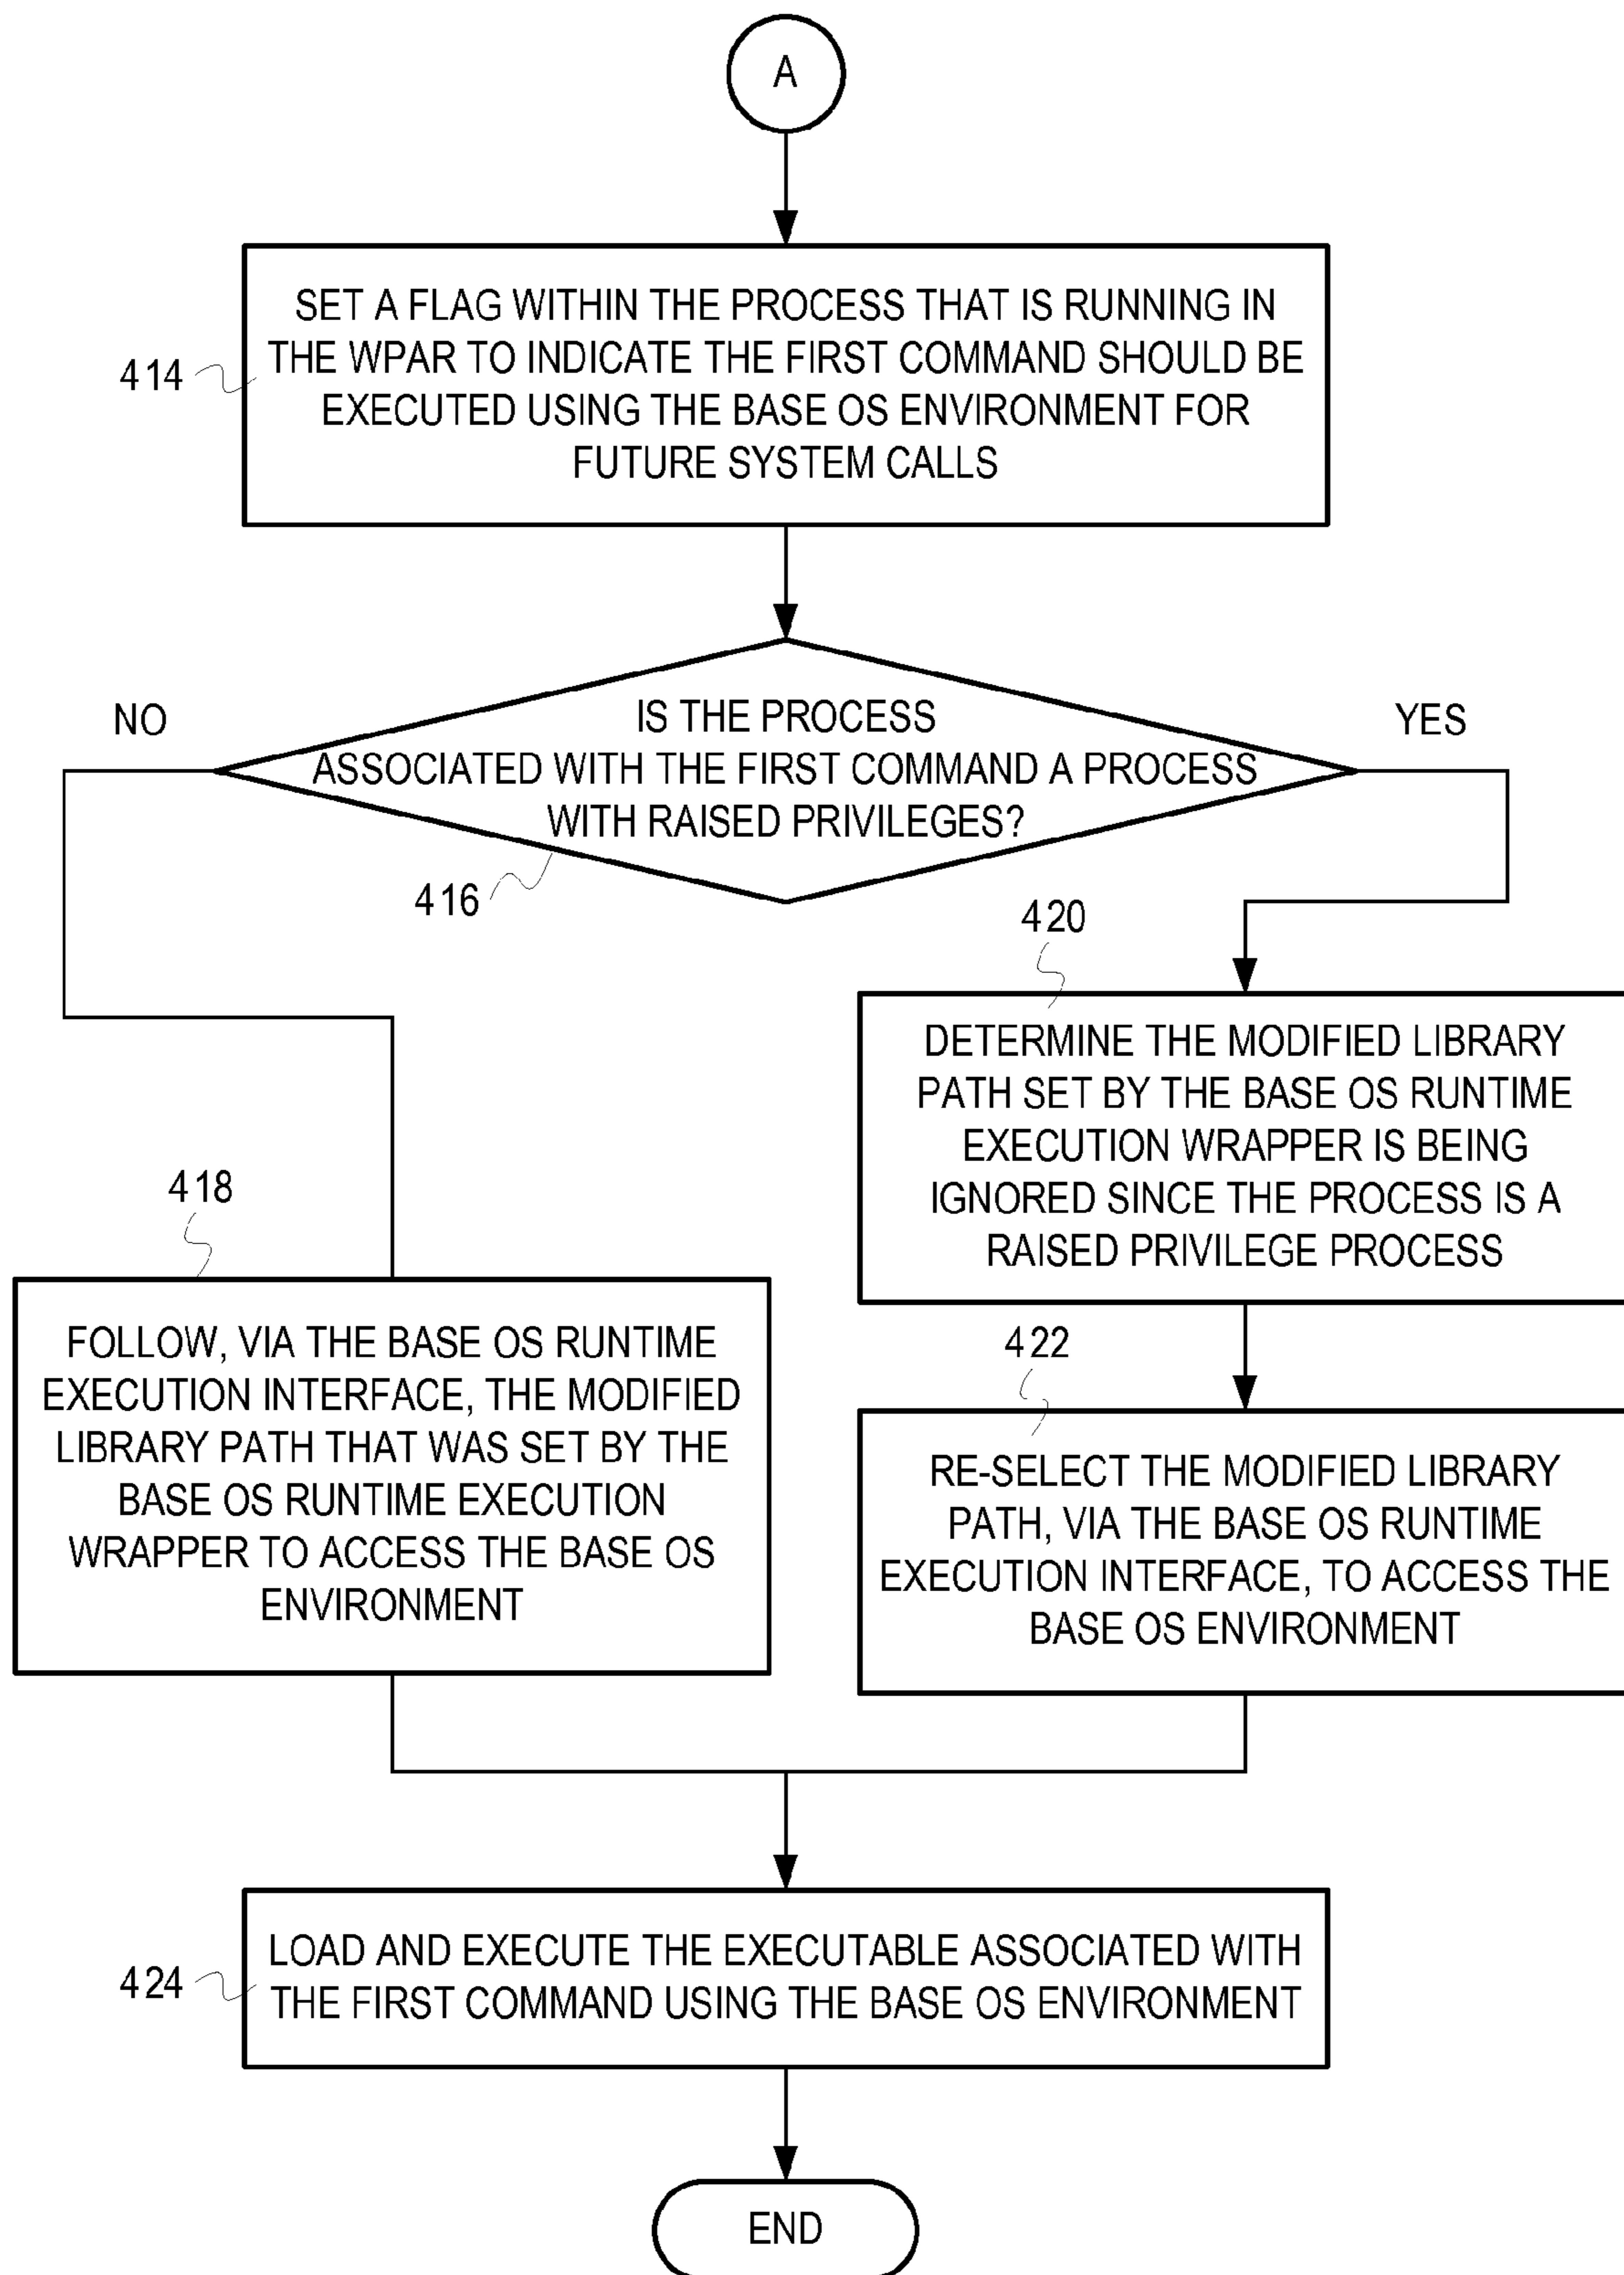 A
SET A FLAG WITHIN THE PROCESS THAT IS RUNNING IN
THE WPAR TO INDICATE THE FIRST COMMAND SHOULD BE
EXECUTED USING THE BASE OS ENVIRONMENT FOR
FUTURE SYSTEM CALLS
414
IS THE PROCESS
ASSOCIATED WITH THE FIRST COMMAND A PROCESS
WITH RAISED PRIVILEGES?
NO
YES
416
420
DETERMINE THE MODIFIED LIBRARY
PATH SET BY THE BASE OS RUNTIME
EXECUTION WRAPPER IS BEING
IGNORED SINCE THE PROCESS IS A
RAISED PRIVILEGE PROCESS
418
FOLLOW, VIA THE BASE OS RUNTIME
EXECUTION INTERFACE, THE MODIFIED
LIBRARY PATH THAT WAS SET BY THE
BASE OS RUNTIME EXECUTION
WRAPPER TO ACCESS THE BASE OS
ENVIRONMENT
422
RE-SELECT THE MODIFIED LIBRARY
PATH, VIA THE BASE OS RUNTIME
EXECUTION INTERFACE, TO ACCESS THE
BASE OS ENVIRONMENT
424
LOAD AND EXECUTE THE EXECUTABLE ASSOCIATED WITH
THE FIRST COMMAND USING THE BASE OS ENVIRONMENT
END